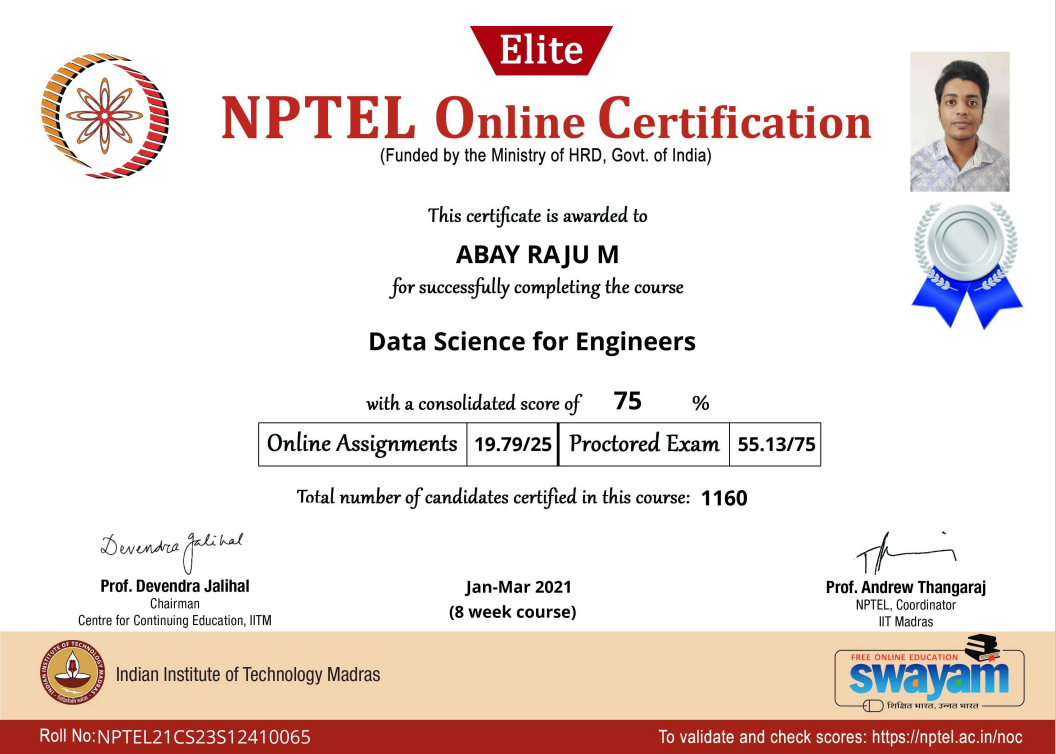 Elite
NPTEL Online Certification
(Funded by the Ministry of HRD, Govt. of India)
This certificate is awarded to
ABAY RAJU M
for successfully completing the course
Data Science for Engineers
with a consolidated score of 75 %
Online Assignments 19.79/25 Proctored Exam 55.13/75
Total number of candidates certified in this course: 1160
Devendra Jalihal
Prof. Devendra Jalihal
Chairman
Centre for Continuing Education, IITM
Jan-Mar 2021
(8 week course)
Prof. Andrew Thangaraj
NPTEL, Coordinator
IIT Madras
INDIAN INSTITUTE OF TECHNOLOGY MADRAS
Indian Institute of Technology Madras
FREE ONLINE EDUCATION
swayam
शिक्षित भारत, उन्नत भारत
Roll No:NPTEL21CS23S12410065
To validate and check scores: https://nptel.ac.in/noc